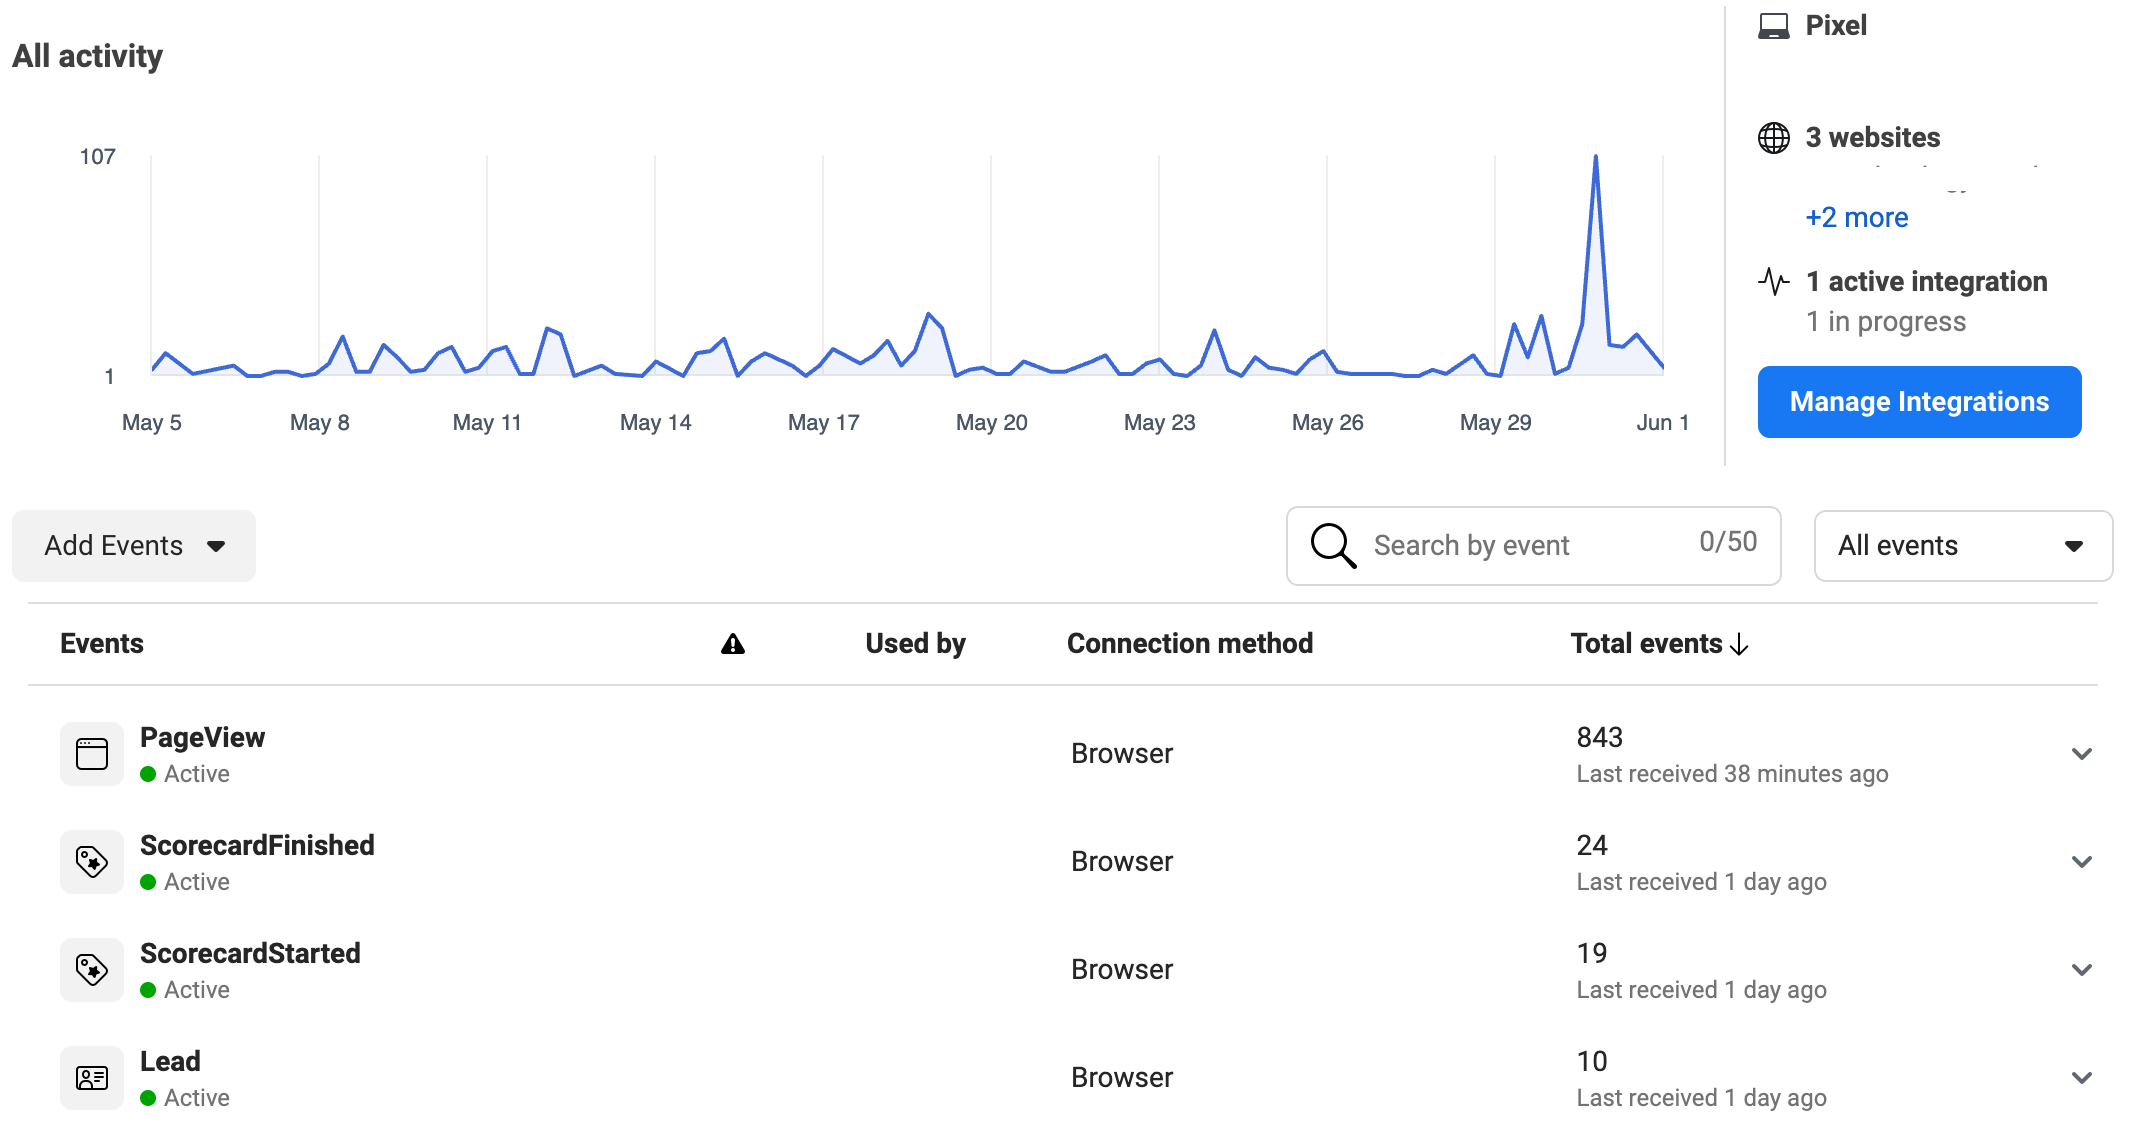 All activity
107
1
May 5
May 8
May 11
May 14
May 17
May 20
May 23
May 26
May 29
Jun 1
Pixel
3 websites
+2 more
1 active integration
1 in progress
Manage Integrations
Add Events
Search by event
0/50
All events
Events
Used by
Connection method
Total events
PageView
Active
Browser
843
Last received 38 minutes ago
ScorecardFinished
Active
Browser
24
Last received 1 day ago
ScorecardStarted
Active
Browser
19
Last received 1 day ago
Lead
Active
Browser
10
Last received 1 day ago